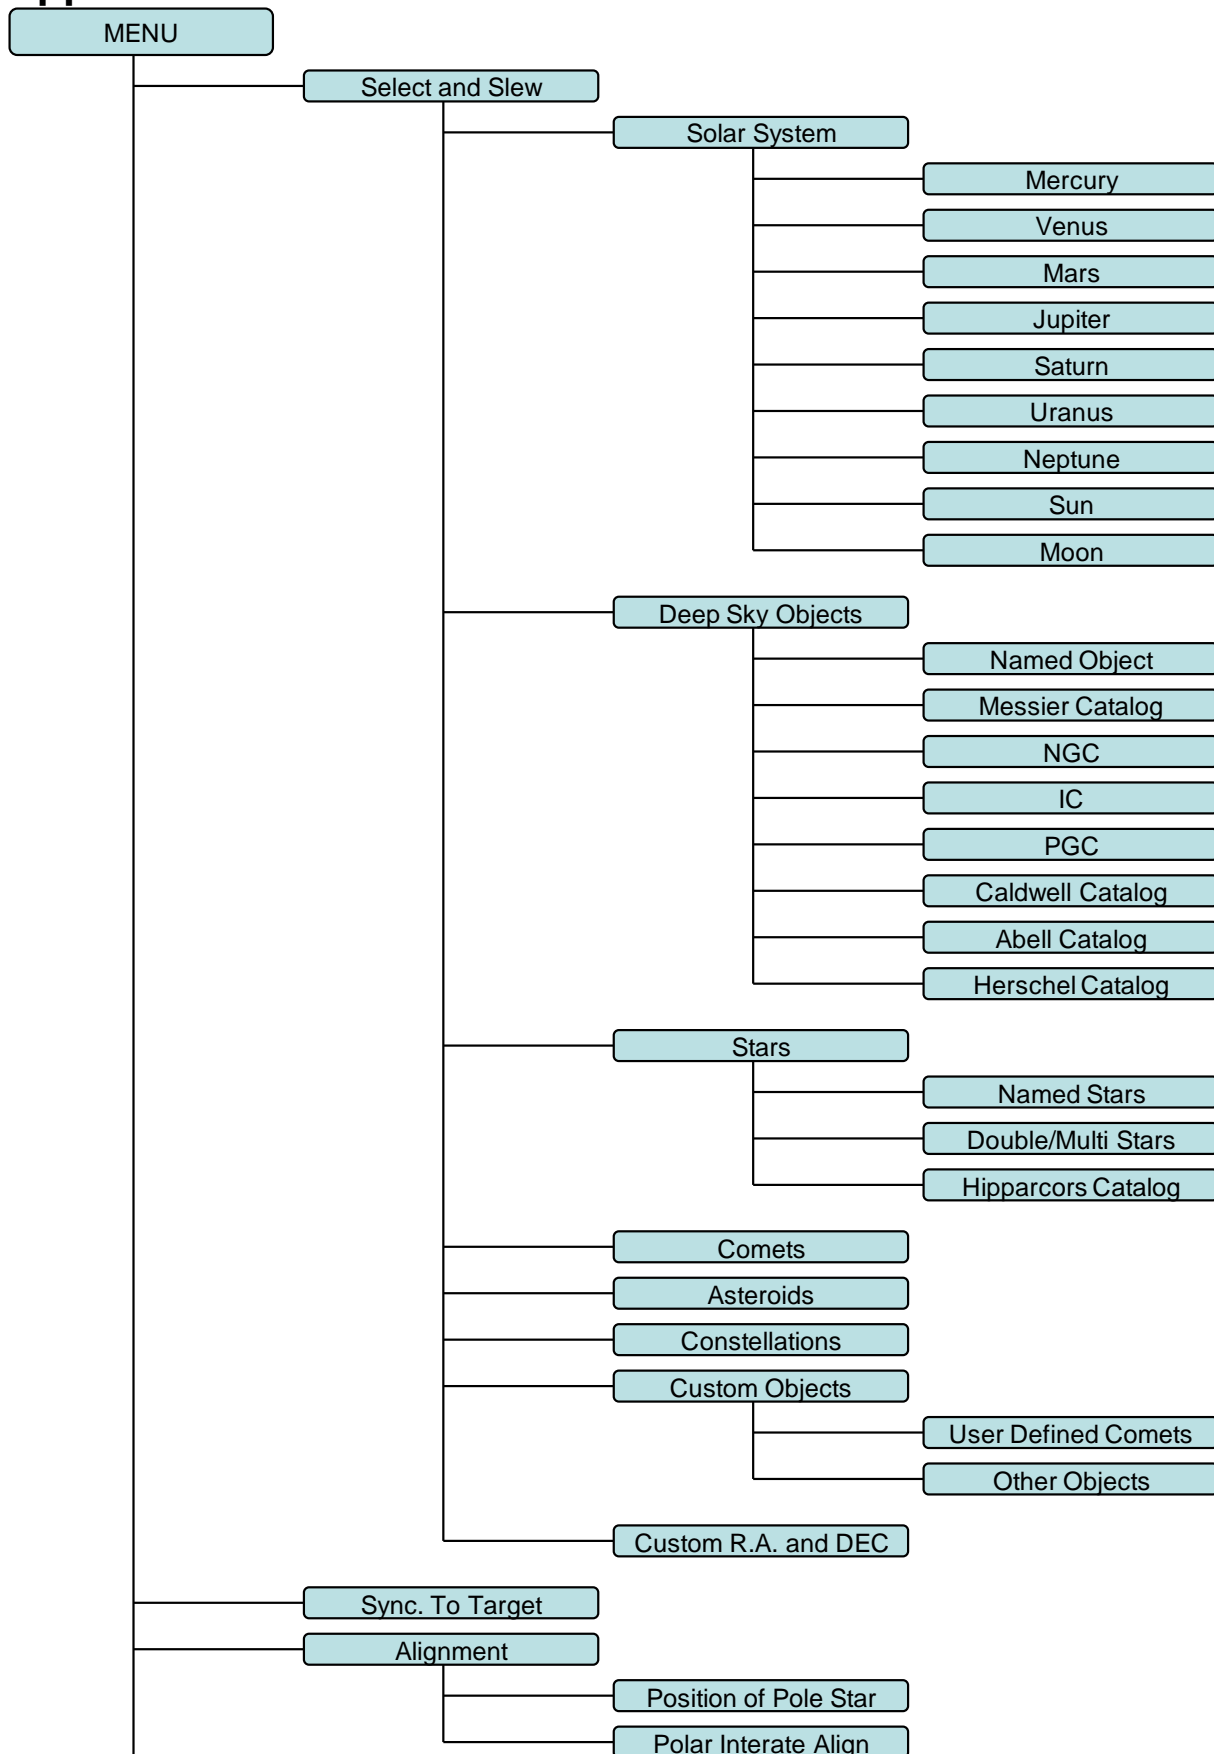 MENU
Select and Slew
Solar System
Mercury
Venus
Mars
Jupiter
Saturn
Uranus
Neptune
Sun
Moon
Deep Sky Objects
Named Object
Messier Catalog
NGC
IC
PGC
Caldwell Catalog
Abell Catalog
Herschel Catalog
Stars
Named Stars
Double/Multi Stars
Hipparcors Catalog
Comets
Asteroids
Constellations
Custom Objects
User Defined Comets
Other Objects
Custom R.A. and DEC
Sync. To Target
Alignment
Position of Pole Star
Polar Interate Align